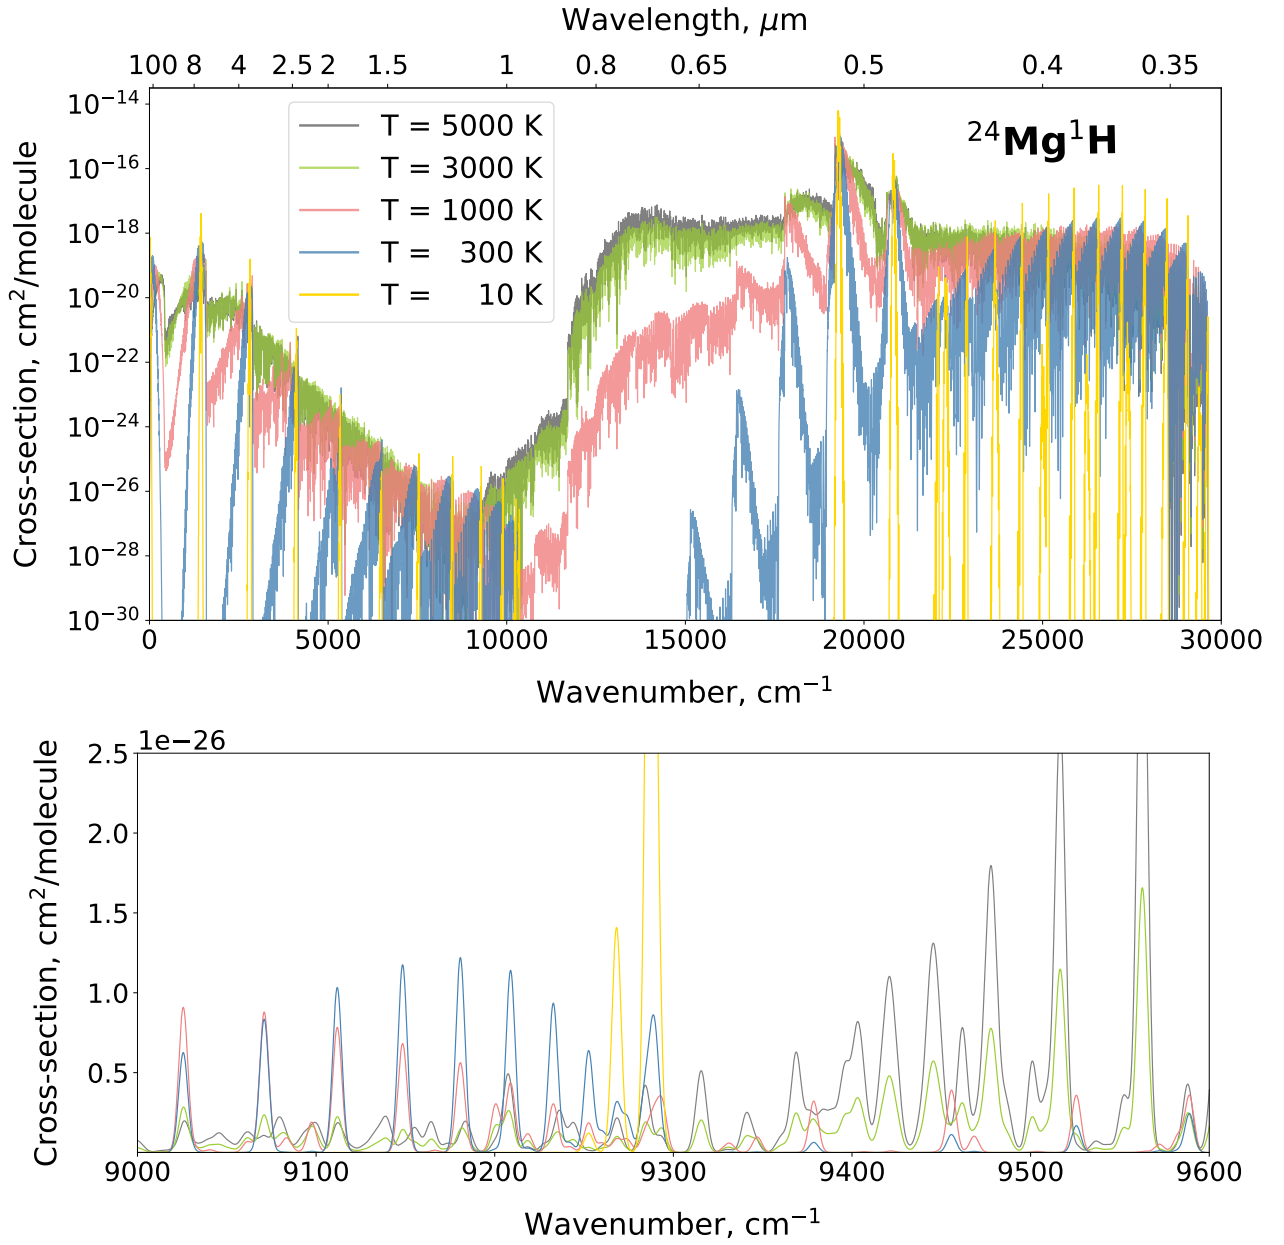 Wavelength, μm
100 8 4 2.5 2 1.5 1 0.8 0.65 0.5 0.4 0.35
Cross-section, cm²/molecule
10⁻¹⁴
10⁻¹⁶
10⁻¹⁸
10⁻²⁰
10⁻²²
10⁻²⁴
10⁻²⁶
10⁻²⁸
10⁻³⁰
T = 5000 K
T = 3000 K
T = 1000 K
T = 300 K
T = 10 K
²⁴Mg¹H
0 5000 10000 15000 20000 25000 30000
Wavenumber, cm⁻¹
1e−26
Cross-section, cm²/molecule
2.5
2.0
1.5
1.0
0.5
9000 9100 9200 9300 9400 9500 9600
Wavenumber, cm⁻¹